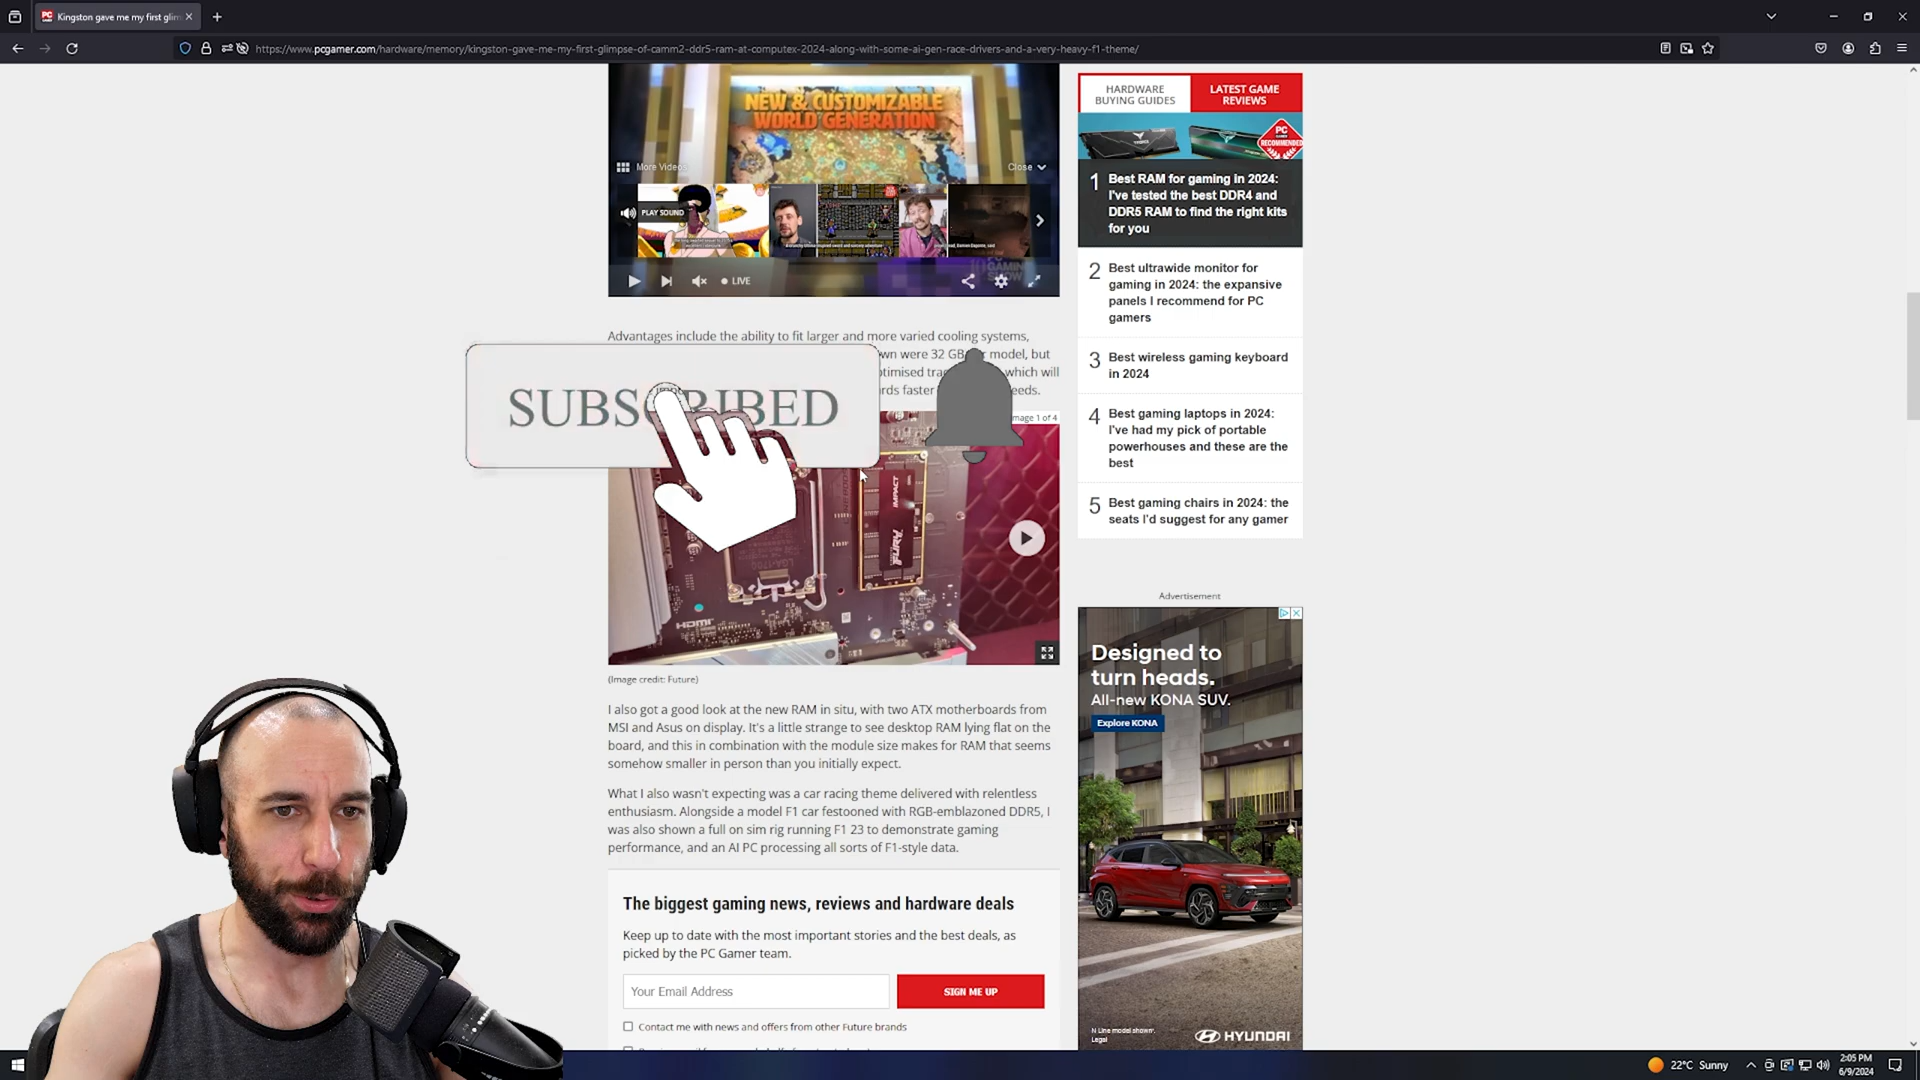 Kingston gave me my first glim
https://www.pcgamer.com/hardware/memory/kingston-gave-me-my-first-glimpse-of-camm2-ddr5-ram-at-computex-2024-along-with-some-ai-gen-race-drivers-and-a-very-heavy-f1-theme/
NEW & CUSTOMIZABLE
WORLD GENERATION
More Videos
Close
PLAY SOUND
LIVE
Advantages include the ability to fit larger and more varied cooling systems,
own were 32 GB model, but
optimised which will
faster
SUBSCRIBED
Image 1 of 4
IMPACT
FURY
LGA1700
HDMI
(Image credit: Future)
I also got a good look at the new RAM in situ, with two ATX motherboards from
MSI and Asus on display. It's a little strange to see desktop RAM lying flat on the
board, and this in combination with the module size makes for RAM that seems
somehow smaller in person than you initially expect.
What I also wasn't expecting was a car racing theme delivered with relentless
enthusiasm. Alongside a model F1 car festooned with RGB-emblazoned DDR5, I
was also shown a full on sim rig running F1 23 to demonstrate gaming
performance, and an AI PC processing all sorts of F1-style data.
The biggest gaming news, reviews and hardware deals
Keep up to date with the most important stories and the best deals, as
picked by the PC Gamer team.
Your Email Address
SIGN ME UP
Contact me with news and offers from other Future brands
HARDWARE
BUYING GUIDES
LATEST GAME
REVIEWS
PC
GAMER
RECOMMENDED
1 Best RAM for gaming in 2024:
I've tested the best DDR4 and
DDR5 RAM to find the right kits
for you
2 Best ultrawide monitor for
gaming in 2024: the expansive
panels I recommend for PC
gamers
3 Best wireless gaming keyboard
in 2024
4 Best gaming laptops in 2024:
I've had my pick of portable
powerhouses and these are the
best
5 Best gaming chairs in 2024: the
seats I'd suggest for any gamer
Advertisement
Designed to
turn heads.
All-new KONA SUV.
Explore KONA
N Line model shown.
Legal
HYUNDAI
22°C Sunny
2:05 PM
6/9/2024